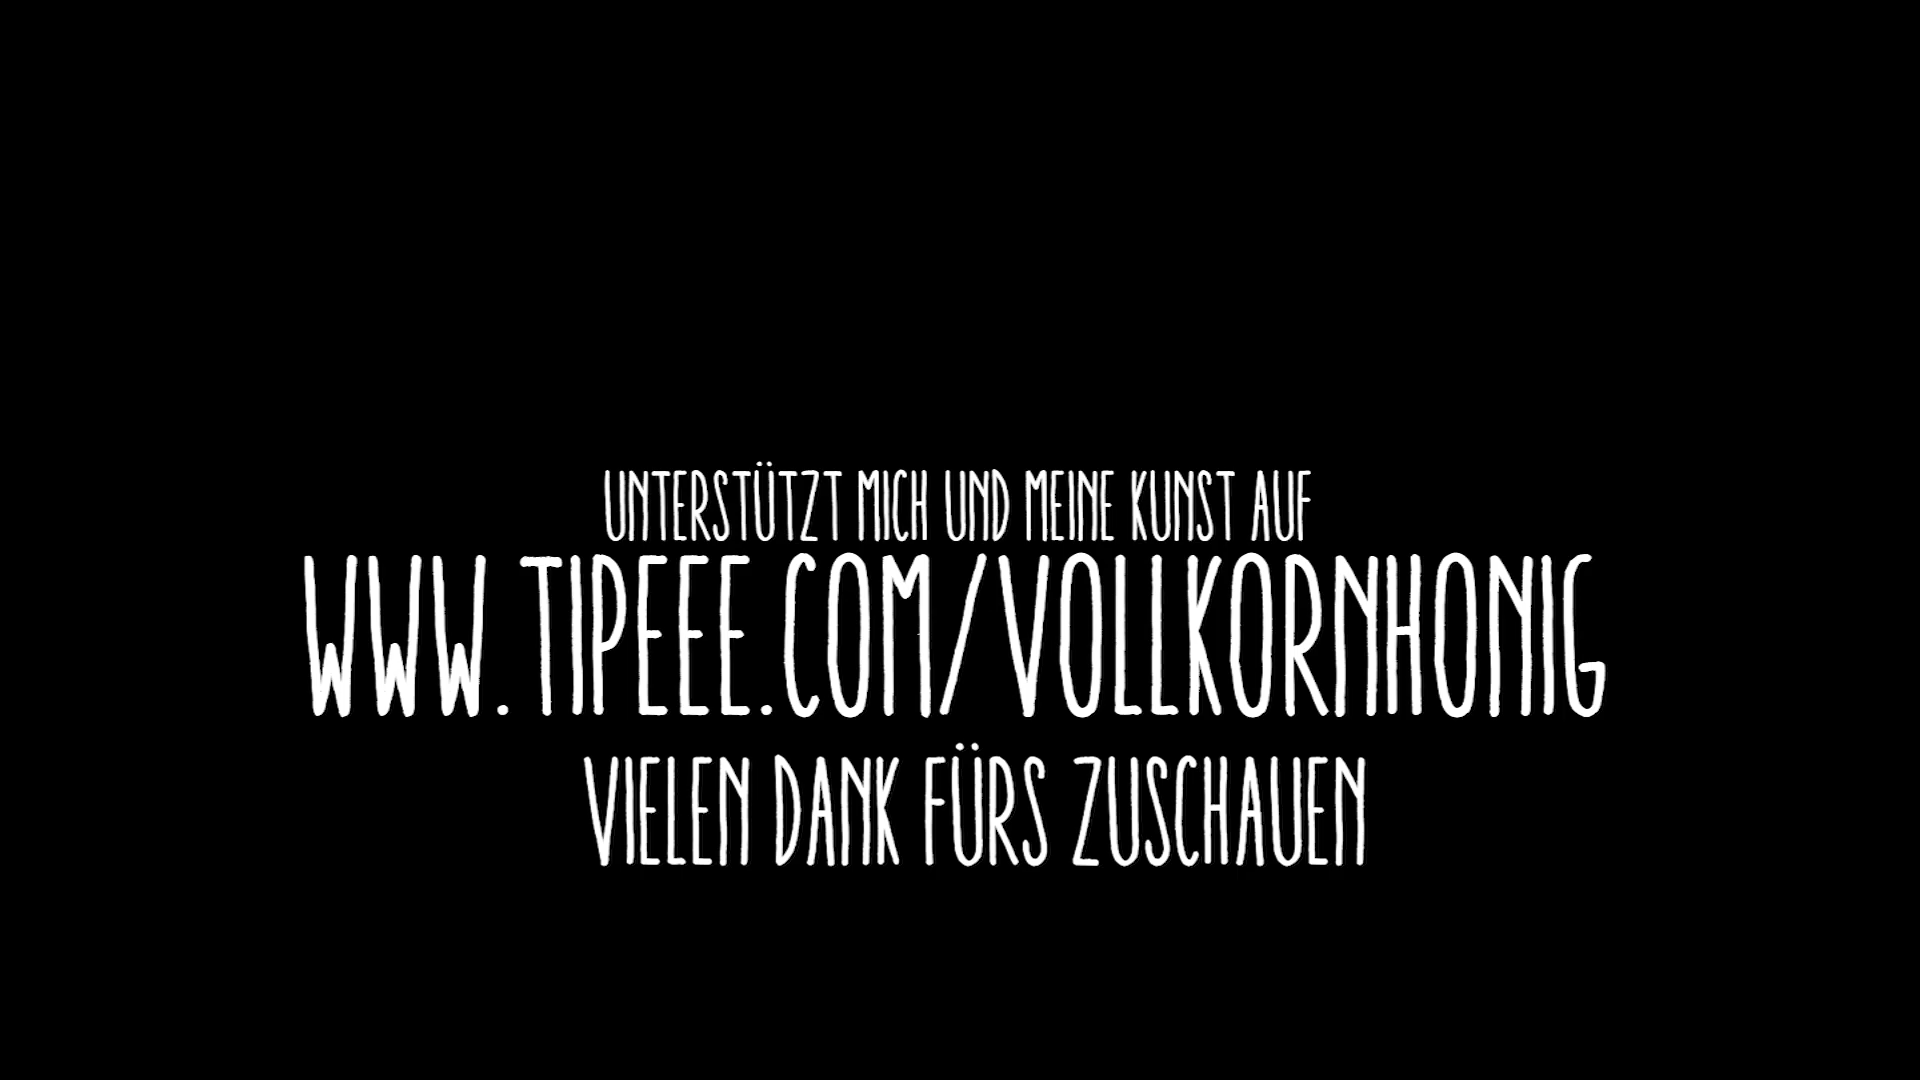 UNTERSTÜTZT MICH UND MEINE KUNST AUF
WWW.TIPEEE.COM/VOLLKORNHONIG
VIELEN DANK FÜRS ZUSCHAUEN